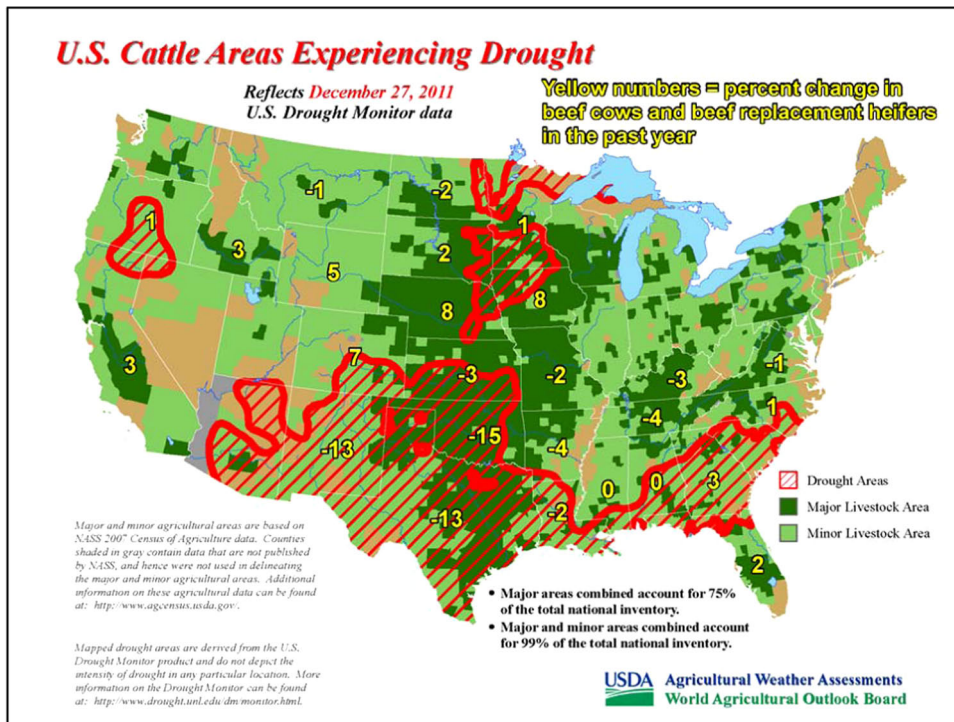 U.S. Cattle Areas Experiencing Drought
Reflects December 27, 2011
U.S. Drought Monitor data
Yellow numbers = percent change in
beef cows and beef replacement heifers
in the past year
-1
-2
1
1
3
2
5
8
8
3
7
-3
-2
-3
-1
-4
1
-13
-15
-4
0
0
3
-13
-2
2
Drought Areas
Major Livestock Area
Minor Livestock Area
Major and minor agricultural areas are based on
NASS 2007 Census of Agriculture data. Counties
shaded in gray contain data that are not published
by NASS, and hence were not used in delineating
the major and minor agricultural areas. Additional
information on these agricultural data can be found
at: http://www.agcensus.usda.gov/.
• Major areas combined account for 75%
of the total national inventory.
• Major and minor areas combined account
for 99% of the total national inventory.
Mapped drought areas are derived from the U.S.
Drought Monitor product and do not depict the
intensity of drought in any particular location. More
information on the Drought Monitor can be found
at: http://www.drought.unl.edu/dm/monitor.html.
USDA Agricultural Weather Assessments
World Agricultural Outlook Board